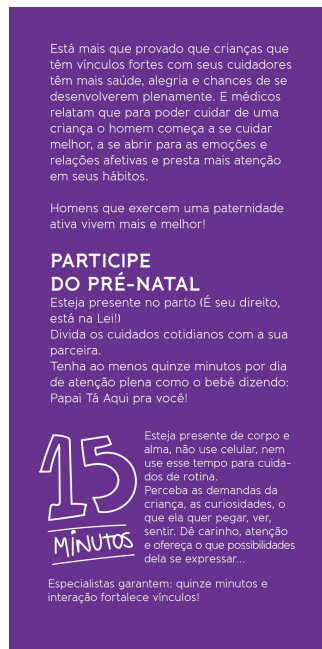 Está mais que provado que crianças que
têm vínculos fortes com seus cuidadores
têm mais saúde, alegria e chances de se
desenvolverem plenamente. E médicos
relatam que para poder cuidar de uma
criança o homem começa a se cuidar
melhor, a se abrir para as emoções e
relações afetivas e presta mais atenção
em seus hábitos.
Homens que exercem uma paternidade
ativa vivem mais e melhor!
PARTICIPE
DO PRÉ-NATAL
Esteja presente no parto (É seu direito,
está na Lei!)
Divida os cuidados cotidianos com a sua
parceira.
Tenha ao menos quinze minutos por dia
de atenção plena como o bebê dizendo:
Papai Tá Aqui pra você!
15
MINUTOS
Esteja presente de corpo e
alma, não use celular, nem
use esse tempo para cuida-
dos de rotina.
Perceba as demandas da
criança, as curiosidades, o
que ela quer pegar, ver,
sentir. Dê carinho, atenção
e ofereça o que possibilidades
dela se expressar...
Especialistas garantem: quinze minutos e
interação fortalece vínculos!